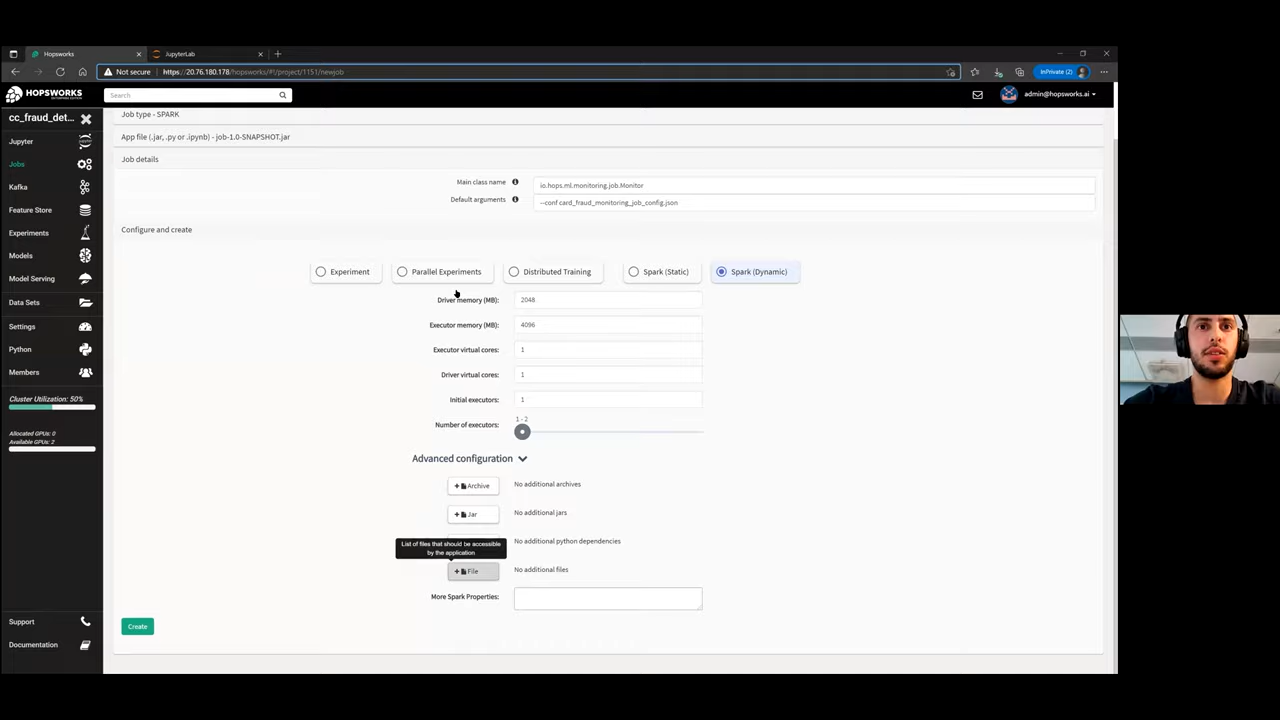 Hopsworks
JupyterLab
Not secure
https://20.76.180.178/hopsworks/#!/project/1151/newjob
InPrivate (2)
HOPSWORKS
Search
admin@hopsworks.ai
cc_fraud_det...
Jupyter
Jobs
Kafka
Feature Store
Experiments
Models
Model Serving
Data Sets
Settings
Python
Members
Cluster Utilization: 50%
Allocated GPUs: 0
Available GPUs: 2
Support
Documentation
Job type - SPARK
App file (.jar, .py or .ipynb) - job-1.0-SNAPSHOT.jar
Job details
Main class name
io.hops.ml.monitoring.job.Monitor
Default arguments
--conf card_fraud_monitoring_job_config.json
Configure and create
Experiment
Parallel Experiments
Distributed Training
Spark (Static)
Spark (Dynamic)
Driver memory (MB):
2048
Executor memory (MB):
4096
Executor virtual cores:
1
Driver virtual cores:
1
Initial executors:
1
Number of executors:
1 - 2
Advanced configuration
+ Archive
No additional archives
+ Jar
No additional jars
No additional python dependencies
List of files that should be accessible
by the application
+ File
No additional files
More Spark Properties:
Create